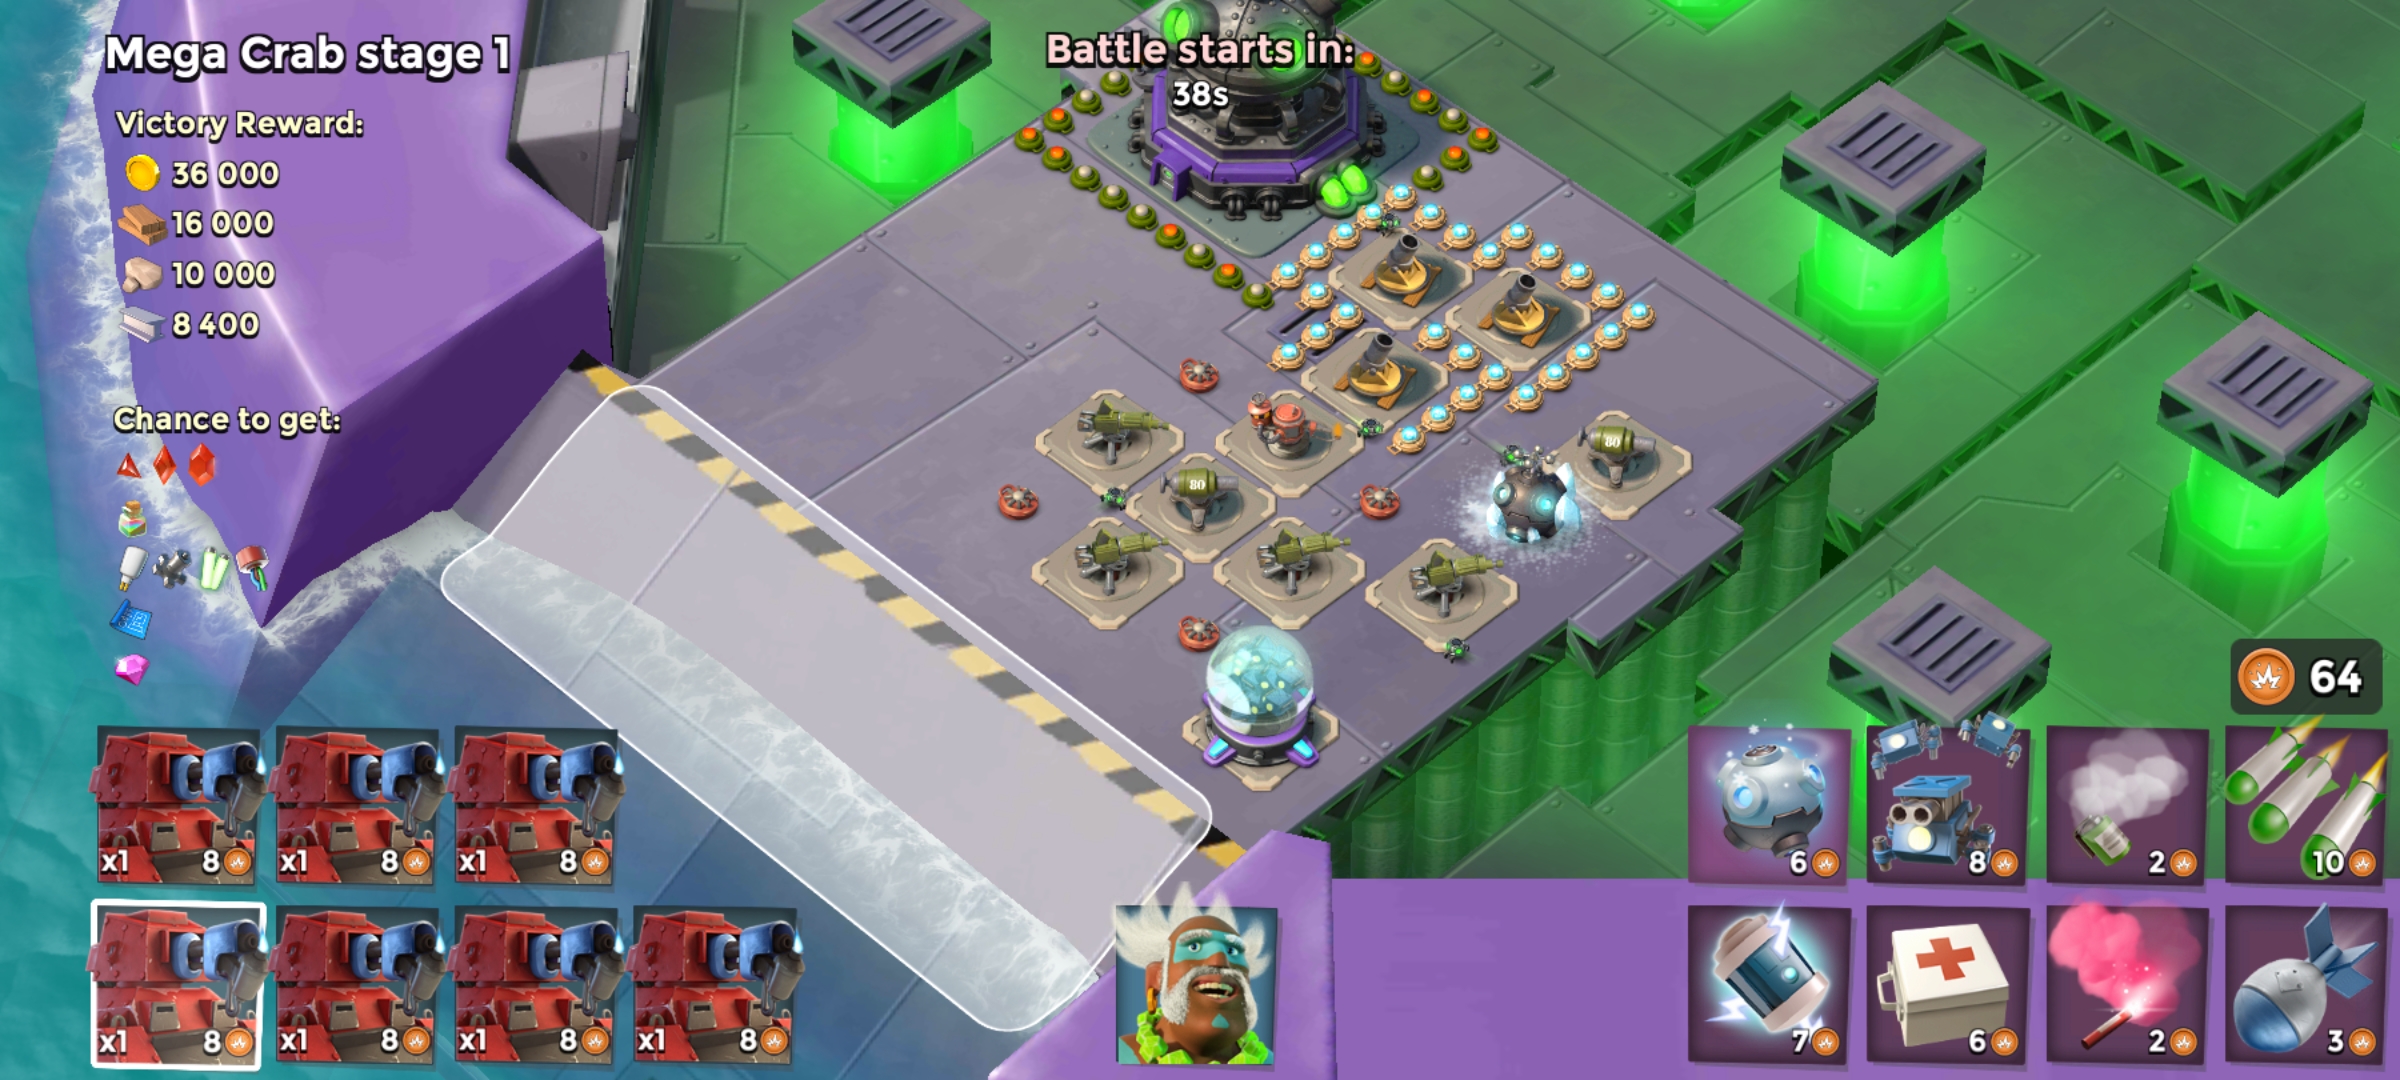 Mega Crab stage 1
Battle starts in:
38s
Victory Reward:
36 000
16 000
10 000
8 400
Chance to get:
80
80
64
x1 8
x1 8
x1 8
6
8
2
10
x1 8
x1 8
x1 8
x1 8
7
6
2
3